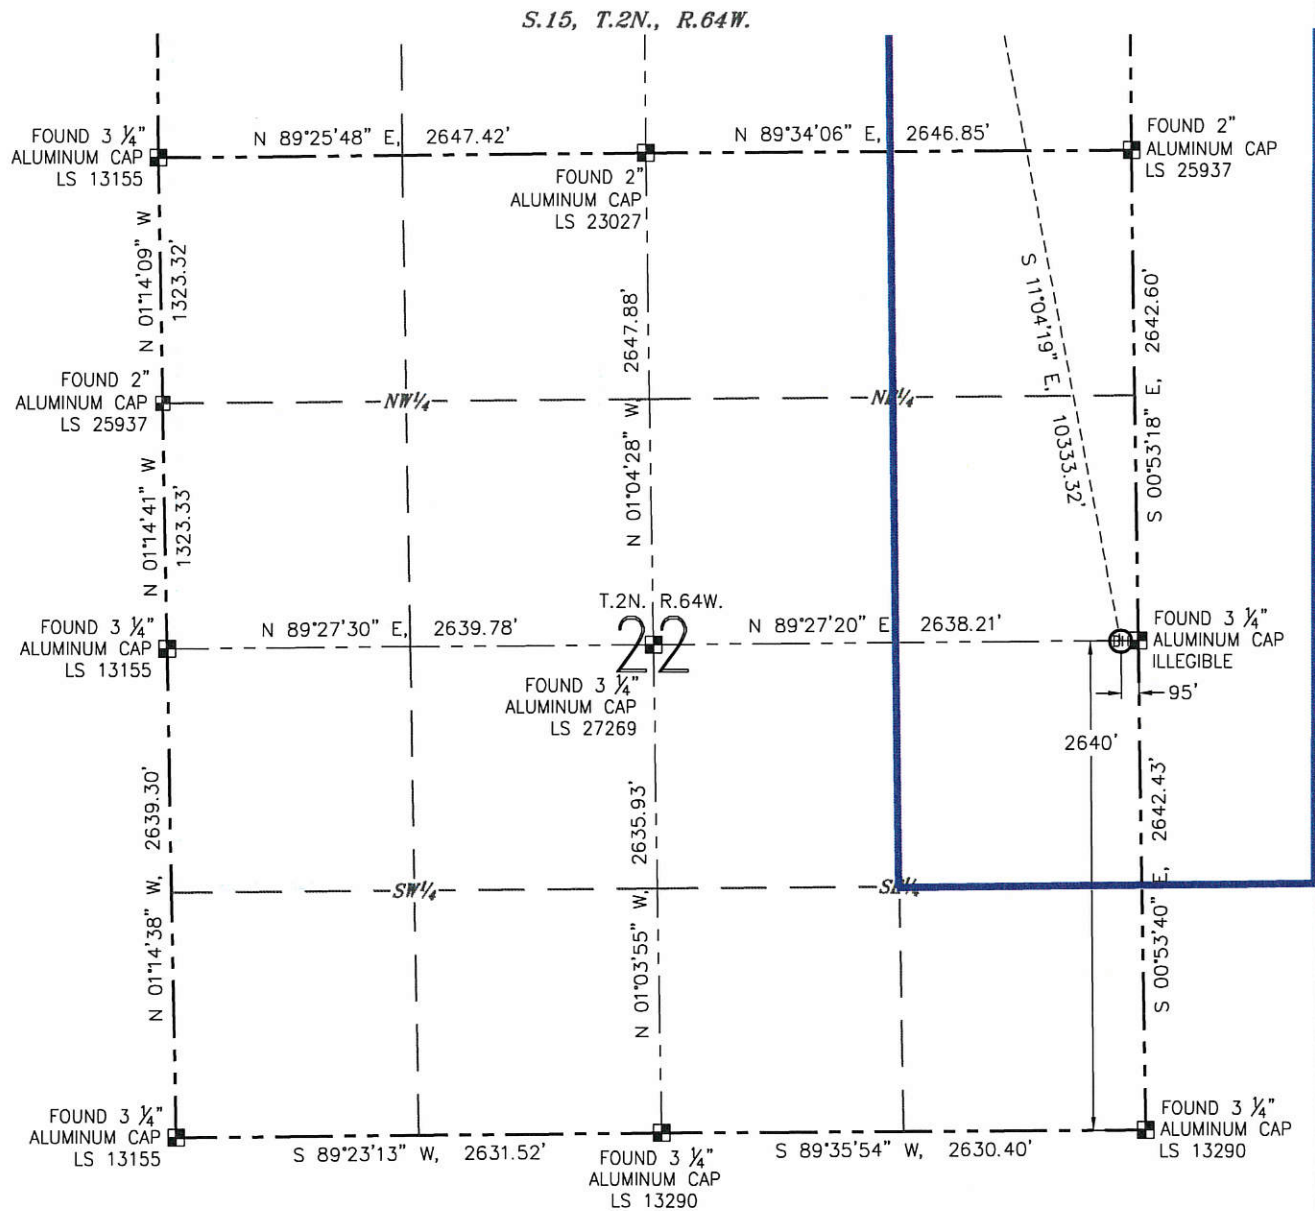 S.15, T.2N., R.64W.
FOUND 3 ¼"
ALUMINUM CAP
LS 13155
N 89°25'48" E, 2647.42'
N 89°34'06" E, 2646.85'
FOUND 2"
ALUMINUM CAP
LS 25937
FOUND 2"
ALUMINUM CAP
LS 23027
N 01°14'09" W
1323.32'
N 01°04'28" W, 2647.88'
S 11°04'19" E, 10333.32'
S 00°53'18" E, 2642.60'
FOUND 2"
ALUMINUM CAP
LS 25937
NW¼
NE¼
N 01°14'41" W
1323.33'
FOUND 3 ¼"
ALUMINUM CAP
LS 13155
N 89°27'30" E, 2639.78'
T.2N. R.64W.
22
N 89°27'20" E 2638.21'
BH
FOUND 3 ¼"
ALUMINUM CAP
ILLEGIBLE
FOUND 3 ¼"
ALUMINUM CAP
LS 27269
95'
2640'
N 01°14'38" W, 2639.30'
N 01°03'55" W, 2635.93'
S 00°53'40" E, 2642.43'
SW¼
SE¼
FOUND 3 ¼"
ALUMINUM CAP
LS 13155
S 89°23'13" W, 2631.52'
FOUND 3 ¼"
ALUMINUM CAP
LS 13290
S 89°35'54" W, 2630.40'
FOUND 3 ¼"
ALUMINUM CAP
LS 13290